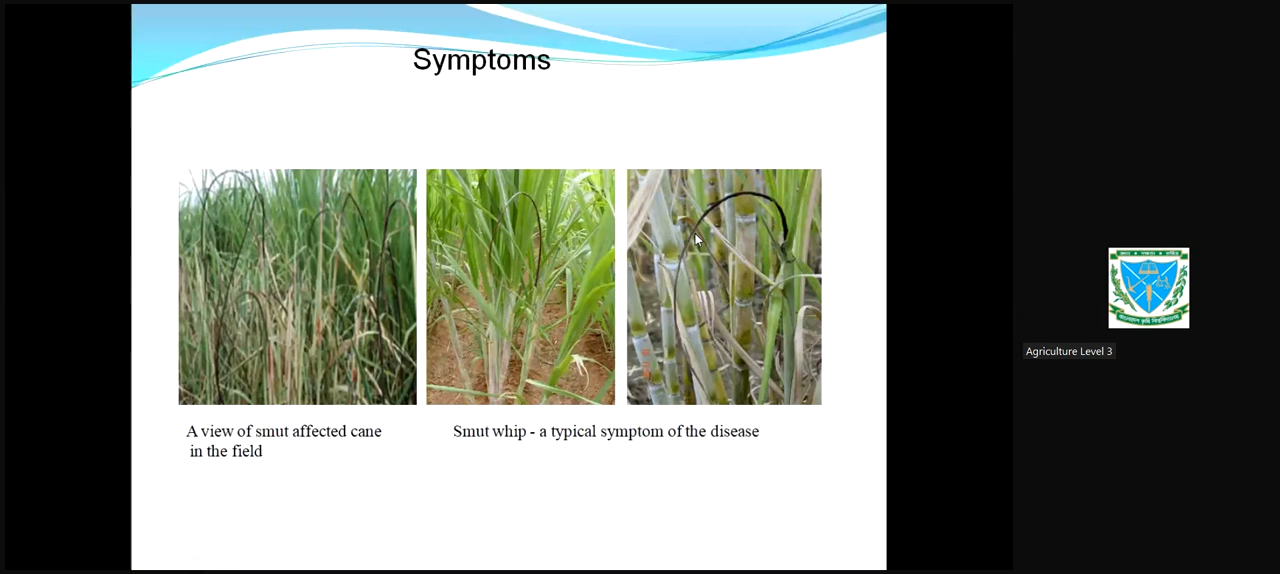 Symptoms
A view of smut affected cane
in the field
Smut whip - a typical symptom of the disease
Agriculture Level 3